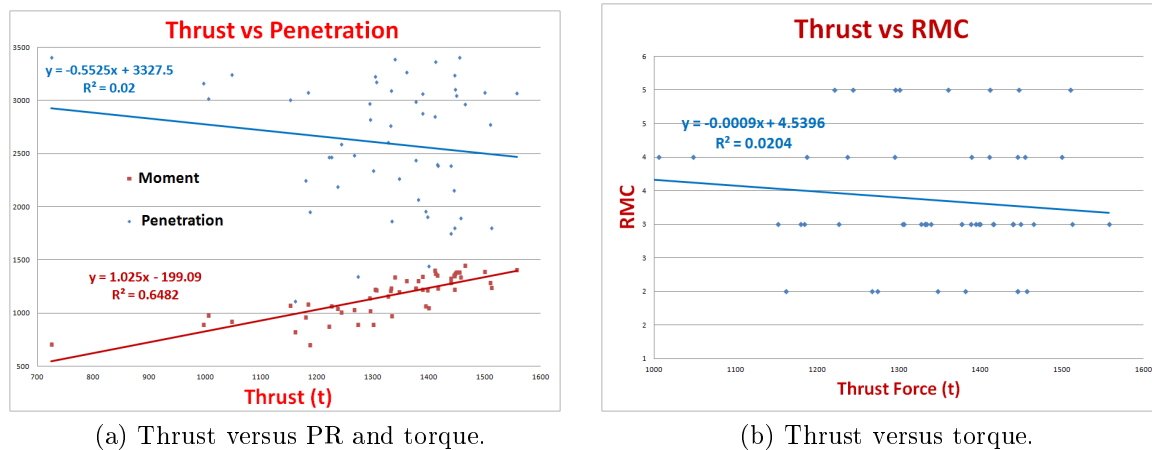 Thrust vs Penetration
3500
3000
2500
2000
1500
1000
500
y = -0.5525x + 3327.5
R² = 0.02
Moment
Penetration
y = 1.025x - 199.09
R² = 0.6482
700 800 900 1000 1100 1200 1300 1400 1500 1600
Thrust (t)
(a) Thrust versus PR and torque.
Thrust vs RMC
6
5
5
4
4
3
3
2
2
1
1
RMC
y = -0.0009x + 4.5396
R² = 0.0204
1000 1100 1200 1300 1400 1500 1600
Thrust Force (t)
(b) Thrust versus torque.